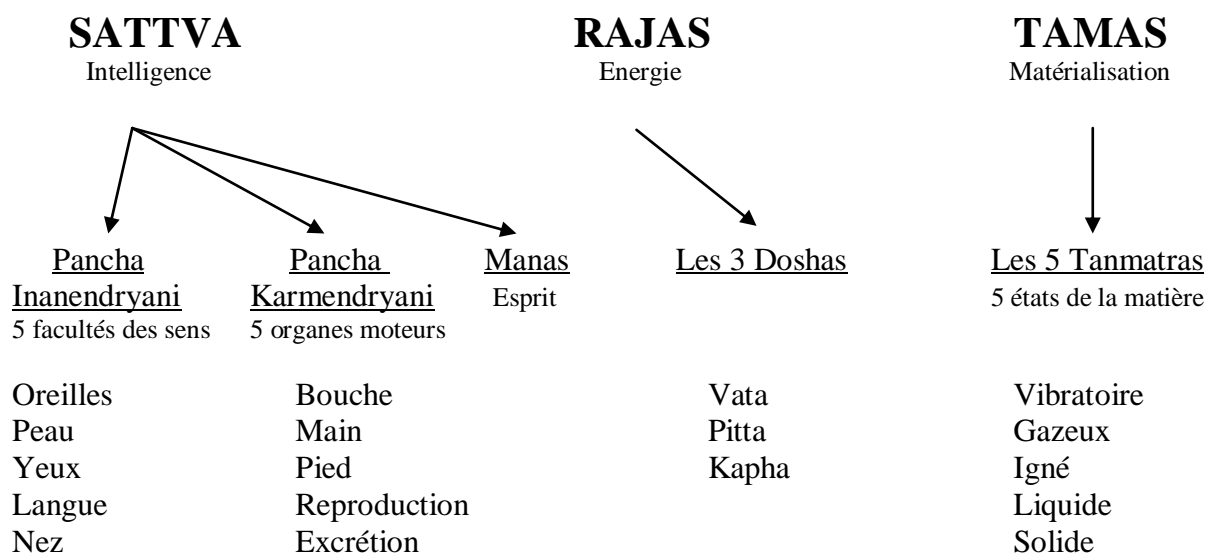 SATTVA RAJAS TAMAS
Intelligence Energie Matérialisation
Pancha Pancha Manas Les 3 Doshas Les 5 Tanmatras
Inanendryani Karmendryani Esprit 5 états de la matière
5 facultés des sens 5 organes moteurs
Oreilles Bouche Vata Vibratoire
Peau Main Pitta Gazeux
Yeux Pied Kapha Igné
Langue Reproduction Liquide
Nez Excrétion Solide